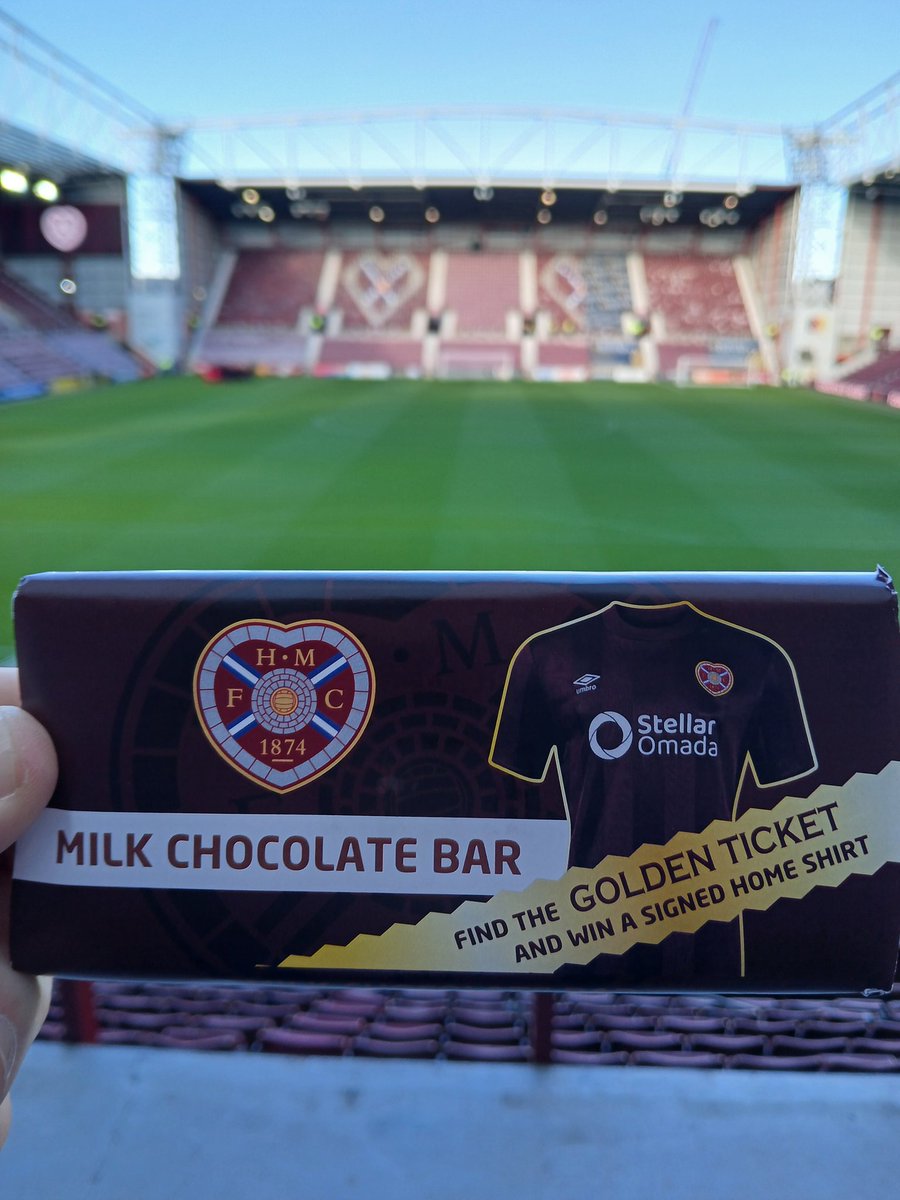 H·M
F C
1874
umbro
Stellar
Omada
MILK CHOCOLATE BAR
FIND THE GOLDEN TICKET
AND WIN A SIGNED HOME SHIRT